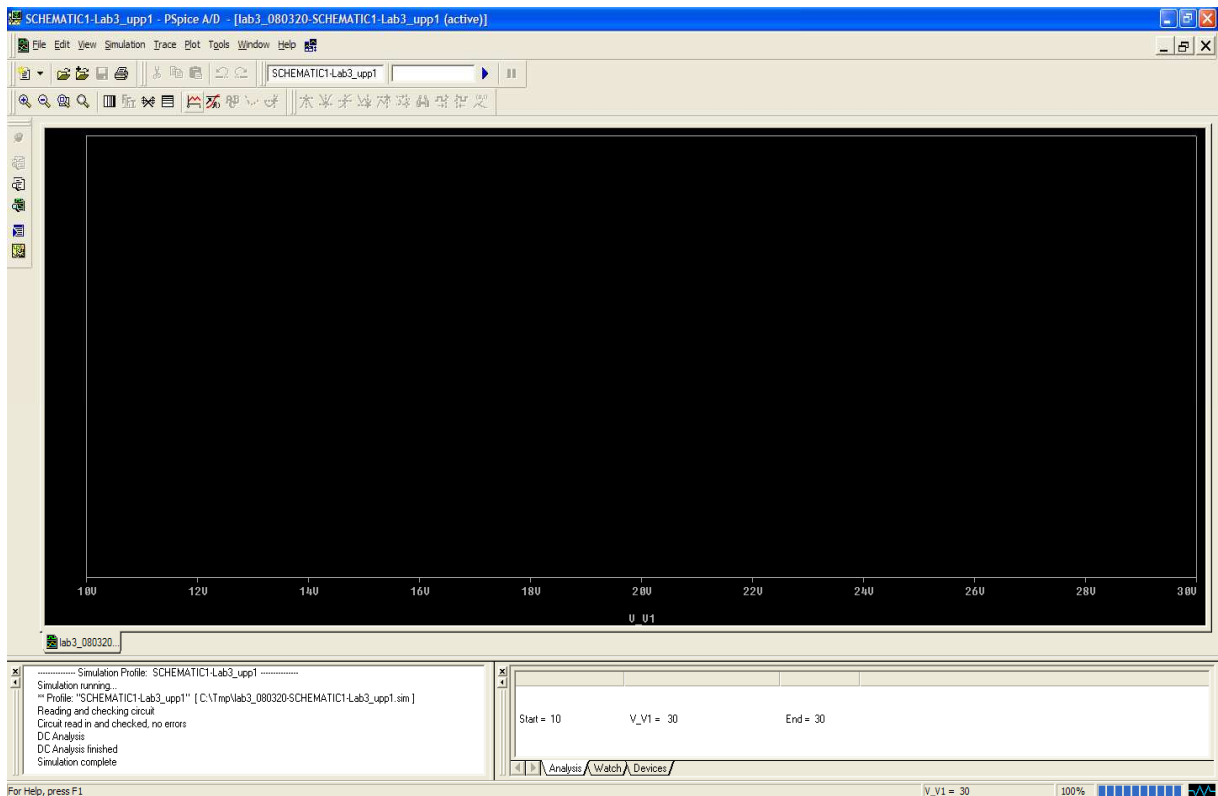 SCHEMATIC1-Lab3_upp1 - PSpice A/D - [lab3_080320-SCHEMATIC1-Lab3_upp1 (active)]
File Edit View Simulation Trace Plot Tools Window Help
SCHEMATIC1-Lab3_upp1
10V 12V 14V 16V 18V 20V 22V 24V 26V 28V 30V
V_V1
lab3_080320...
-------------- Simulation Profile: SCHEMATIC1-Lab3_upp1 --------------
Simulation running...
** Profile: "SCHEMATIC1-Lab3_upp1" [ C:\Tmp\lab3_080320-SCHEMATIC1-Lab3_upp1.sim ]
Reading and checking circuit
Circuit read in and checked, no errors
DC Analysis
DC Analysis finished
Simulation complete
Start = 10 V_V1 = 30 End = 30
Analysis Watch Devices
For Help, press F1 V_V1 = 30 100%